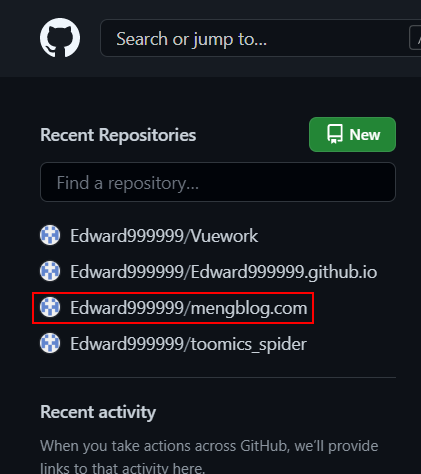 Search or jump to...
Recent Repositories
New
Find a repository...
Edward999999/Vuework
Edward999999/Edward999999.github.io
Edward999999/mengblog.com
Edward999999/toomics_spider
Recent activity
When you take actions across GitHub, we'll provide
links to that activity here.